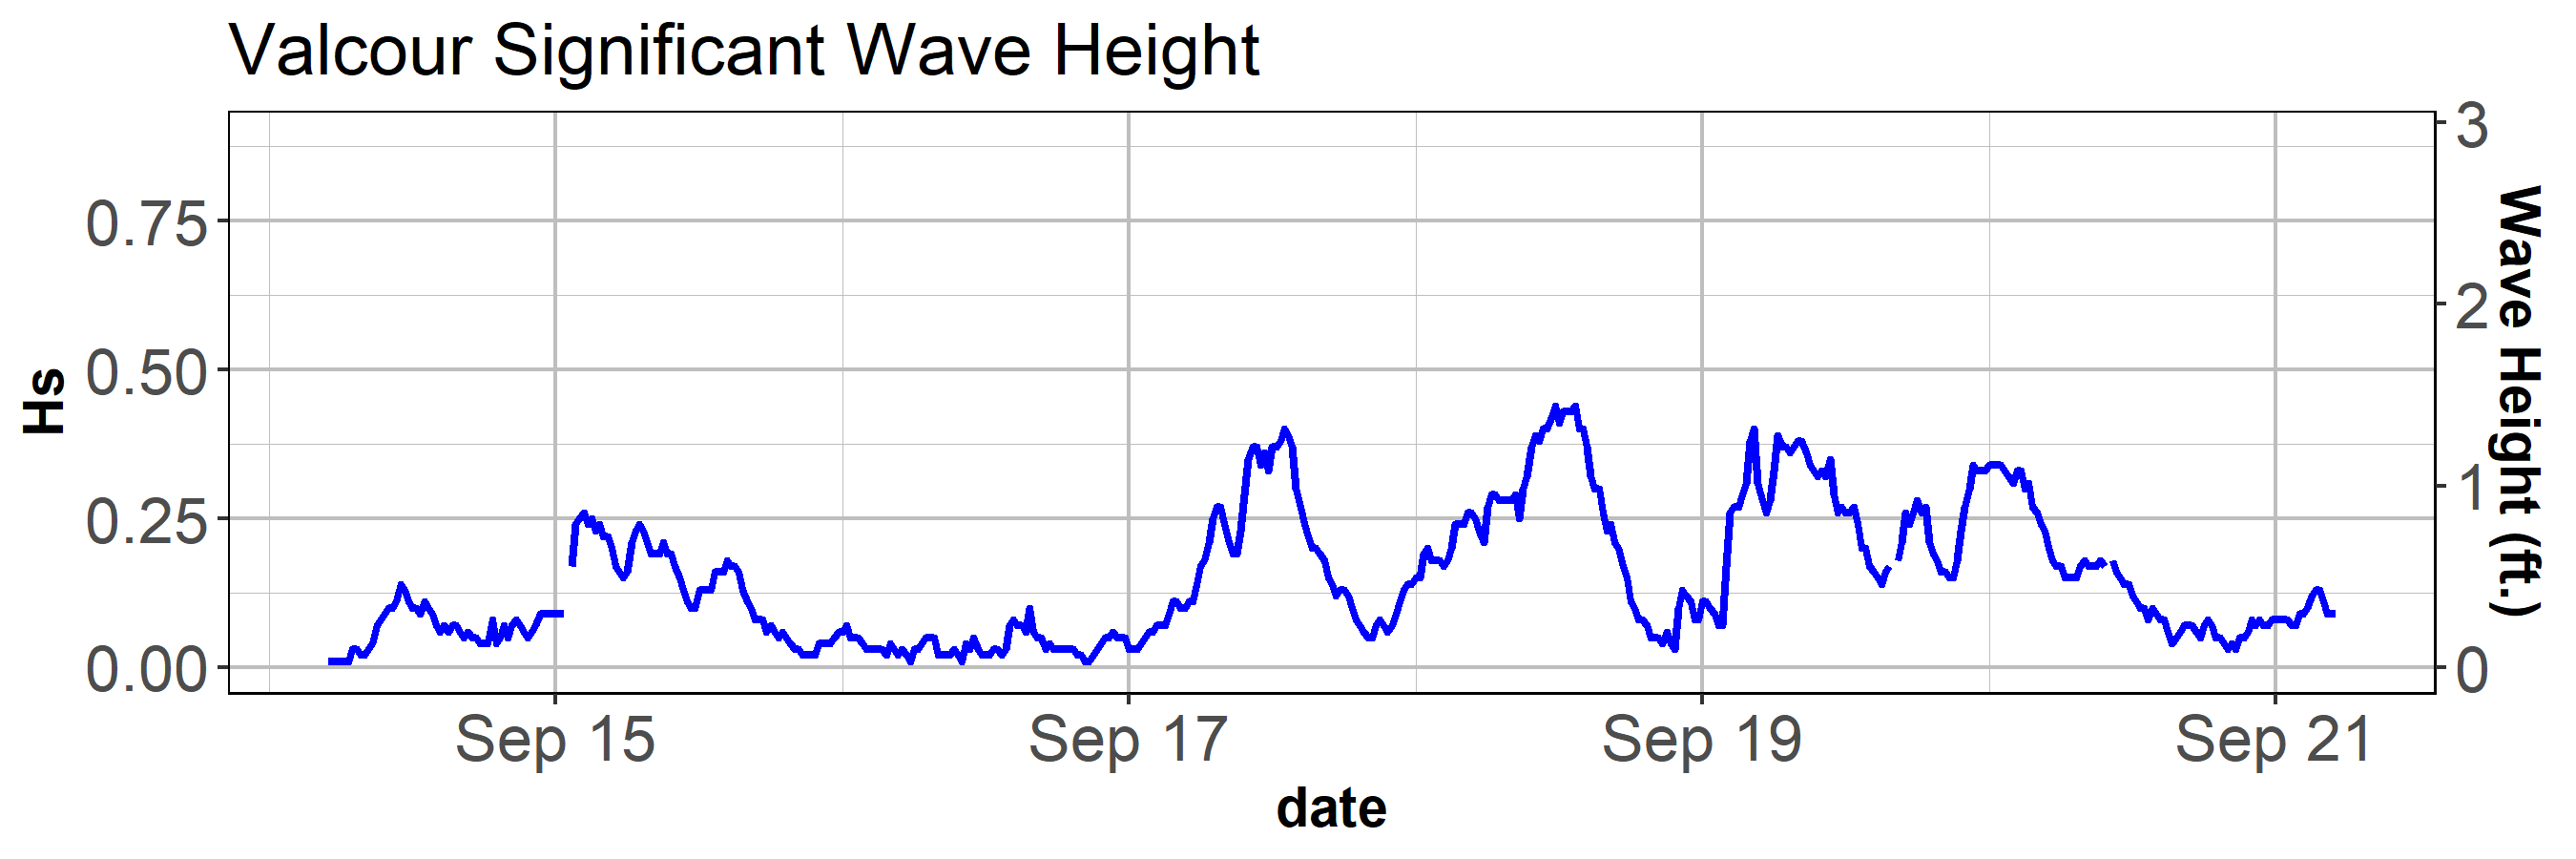 Valcour Significant Wave Height
Hs
0.75
0.50
0.25
0.00
3
2
1
0
Wave Height (ft.)
Sep 15
Sep 17
Sep 19
Sep 21
date